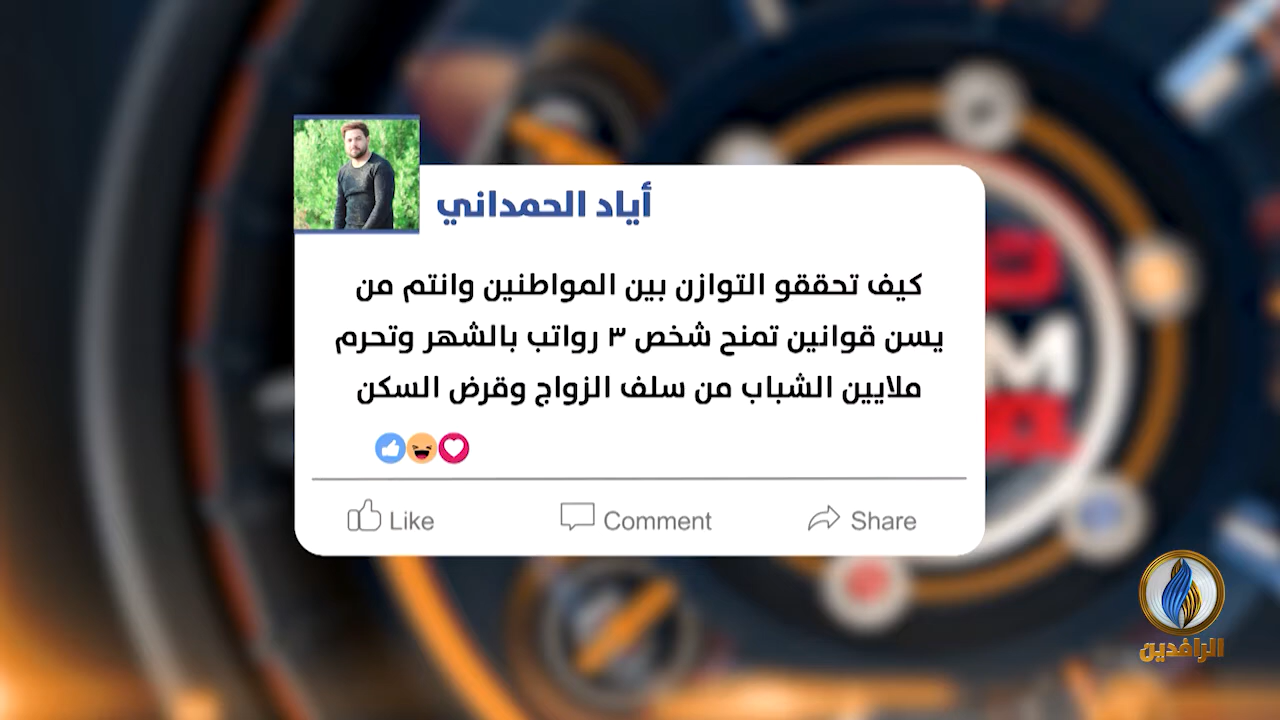 أياد الحمداني
كيف تحققو التوازن بين المواطنين وانتم من
يسن قوانين تمنح شخص ٣ رواتب بالشهر وتحرم
ملايين الشباب من سلف الزواج وقرض السكن
Like
Comment
Share
الرافدين